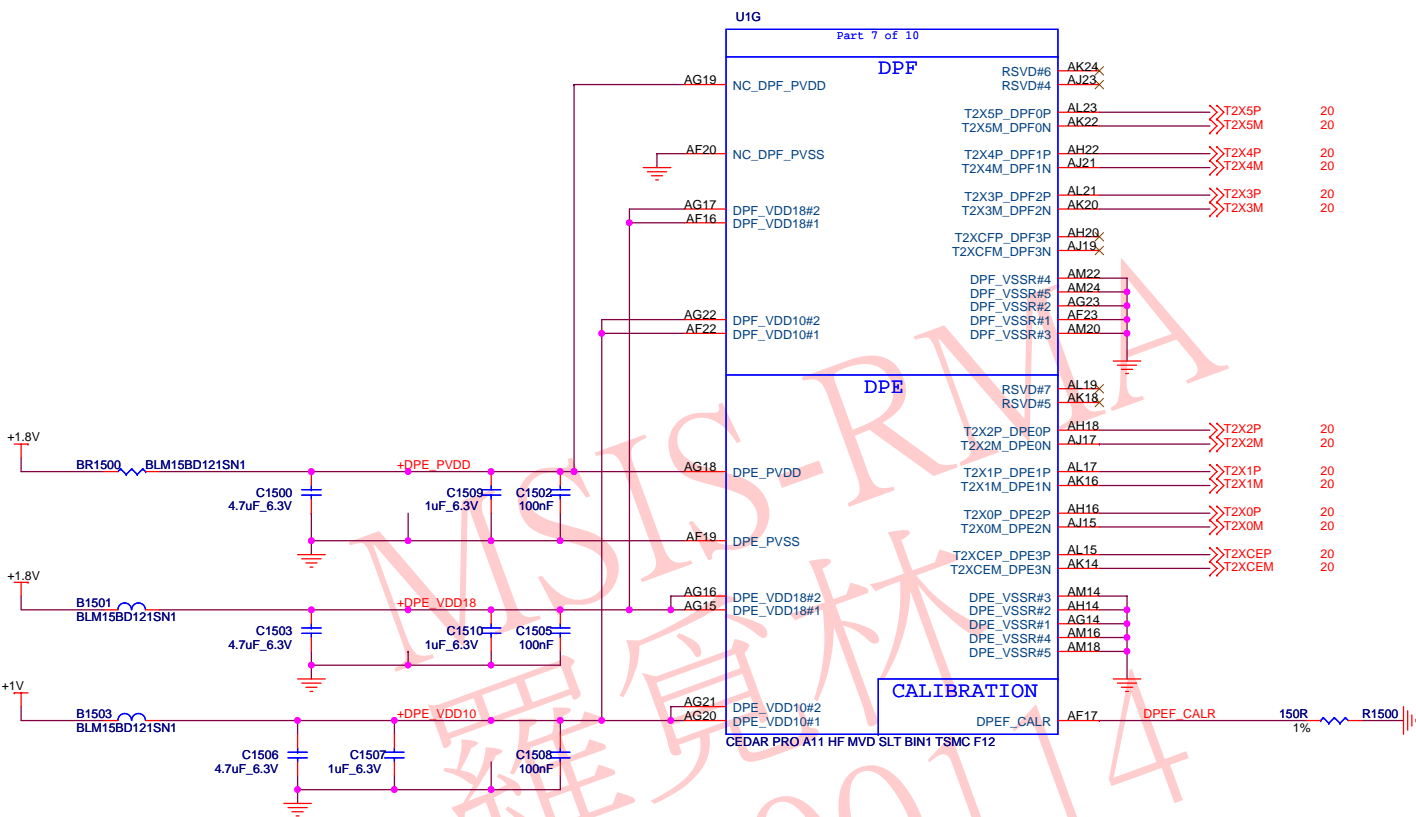 U1G
Part 7 of 10
DPF
AG19 NC_DPF_PVDD
AF20 NC_DPF_PVSS
AG17 DPF_VDD18#2
AF16 DPF_VDD18#1
AG22 DPF_VDD10#2
AF22 DPF_VDD10#1
RSVD#6 AK24
RSVD#4 AJ23
T2X5P_DPF0P AL23 T2X5P 20
T2X5M_DPF0N AK22 T2X5M 20
T2X4P_DPF1P AH22 T2X4P 20
T2X4M_DPF1N AJ21 T2X4M 20
T2X3P_DPF2P AL21 T2X3P 20
T2X3M_DPF2N AK20 T2X3M 20
T2XCFP_DPF3P AH20
T2XCFM_DPF3N AJ19
DPF_VSSR#4 AM22
DPF_VSSR#5 AM24
DPF_VSSR#2 AG23
DPF_VSSR#1 AF23
DPF_VSSR#3 AM20
DPE
+1.8V
BR1500 BLM15BD121SN1 +DPE_PVDD AG18 DPE_PVDD
C1500
4.7uF_6.3V
C1509
1uF_6.3V
C1502
100nF
AF19 DPE_PVSS
+1.8V
B1501
BLM15BD121SN1
+DPE_VDD18
AG16 DPE_VDD18#2
AG15 DPE_VDD18#1
C1503
4.7uF_6.3V
C1510
1uF_6.3V
C1505
100nF
+1V
B1503
BLM15BD121SN1
+DPE_VDD10
AG21 DPE_VDD10#2
AG20 DPE_VDD10#1
C1506
4.7uF_6.3V
C1507
1uF_6.3V
C1508
100nF
RSVD#7 AL19
RSVD#5 AK18
T2X2P_DPE0P AH18 T2X2P 20
T2X2M_DPE0N AJ17 T2X2M 20
T2X1P_DPE1P AL17 T2X1P 20
T2X1M_DPE1N AK16 T2X1M 20
T2X0P_DPE2P AH16 T2X0P 20
T2X0M_DPE2N AJ15 T2X0M 20
T2XCEP_DPE3P AL15 T2XCEP 20
T2XCEM_DPE3N AK14 T2XCEM 20
DPE_VSSR#3 AM14
DPE_VSSR#2 AH14
DPE_VSSR#1 AG14
DPE_VSSR#4 AM16
DPE_VSSR#5 AM18
CALIBRATION
DPEF_CALR AF17 DPEF_CALR 150R R1500
1%
CEDAR PRO A11 HF MVD SLT BIN1 TSMC F12
MSIS-RMA